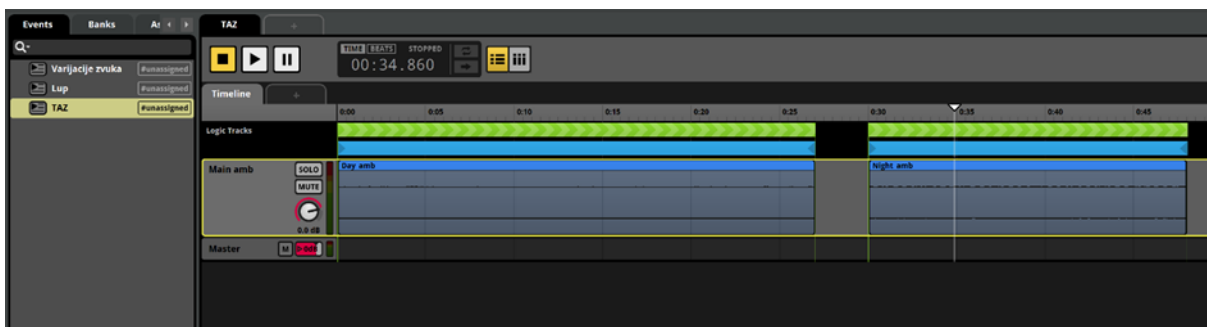 Events Banks
TAZ
Varijacije zvuka #unassigned
Lup #unassigned
TAZ #unassigned
TIME BEATS STOPPED
00:34.860
Timeline
0:00 0:05 0:10 0:15 0:20 0:25 0:30 0:35 0:40 0:45
Logic Tracks
Main amb SOLO
MUTE
0.0 dB
Day amb Night amb
Master M